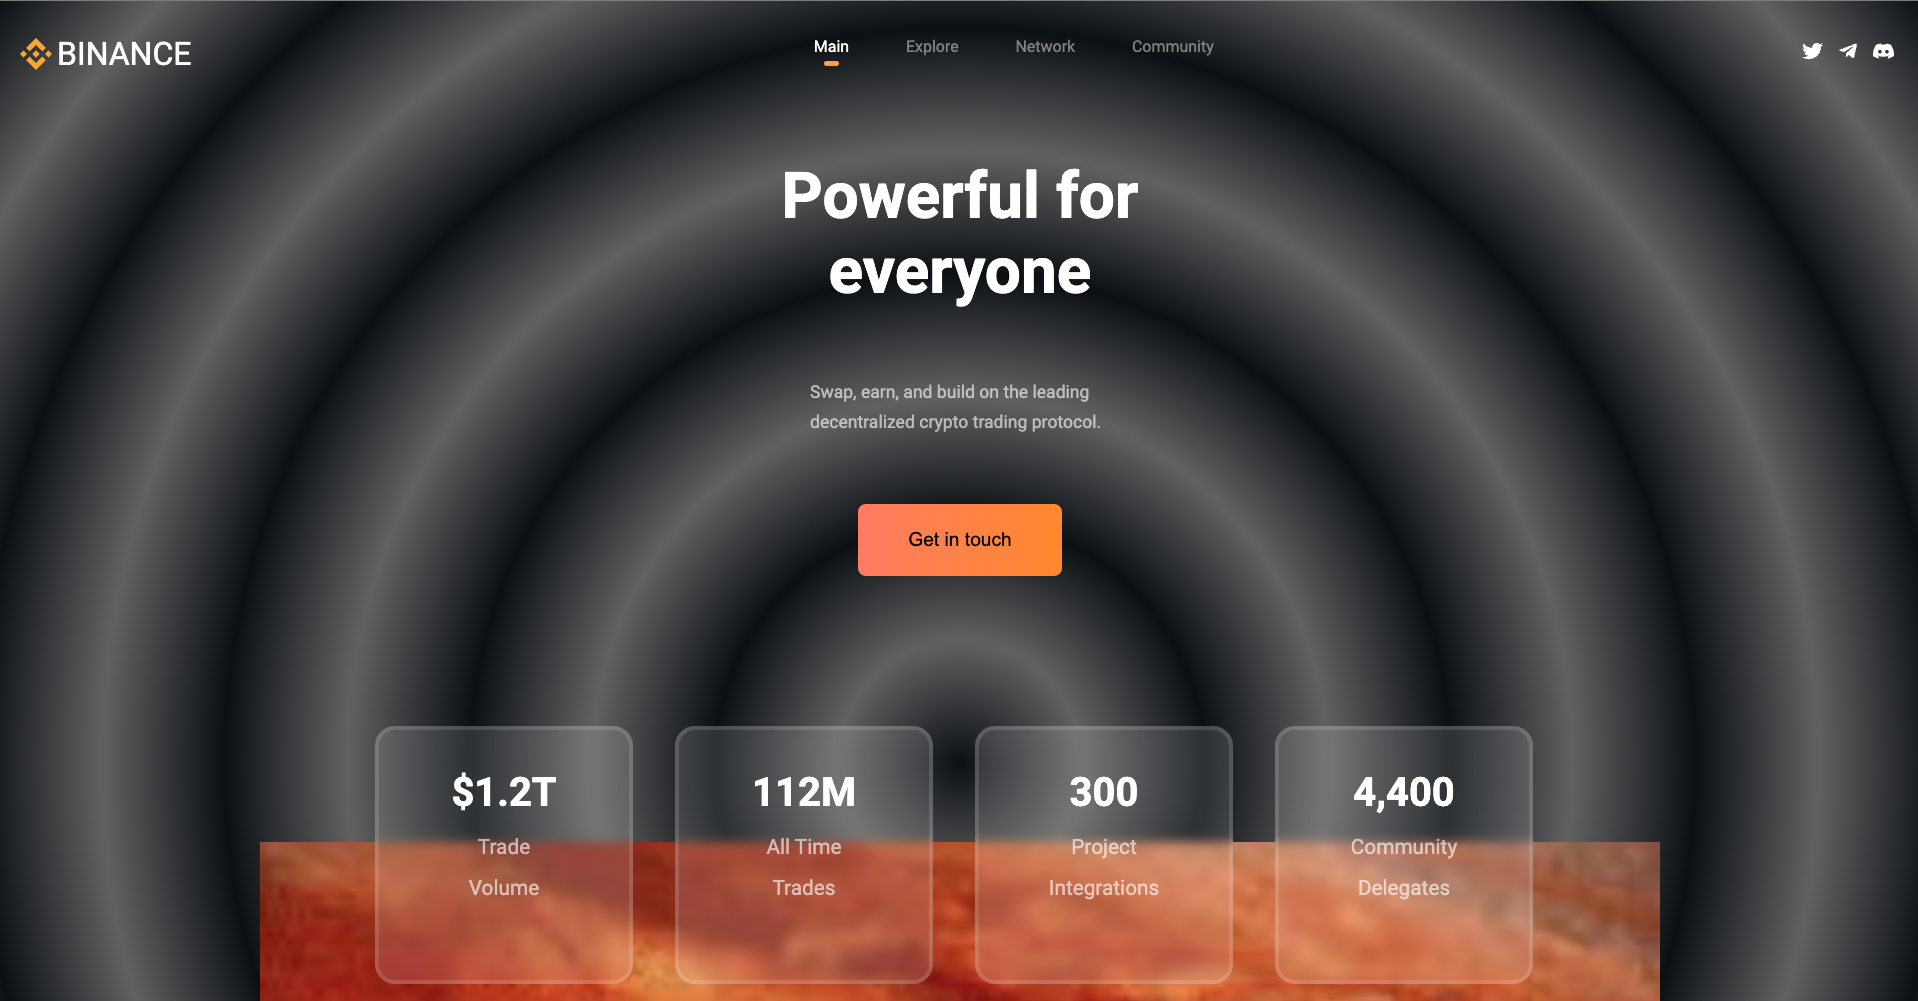 BINANCE
Main Explore Network Community
Powerful for
everyone
Swap, earn, and build on the leading
decentralized crypto trading protocol.
Get in touch
$1.2T
Trade
Volume
112M
All Time
Trades
300
Project
Integrations
4,400
Community
Delegates